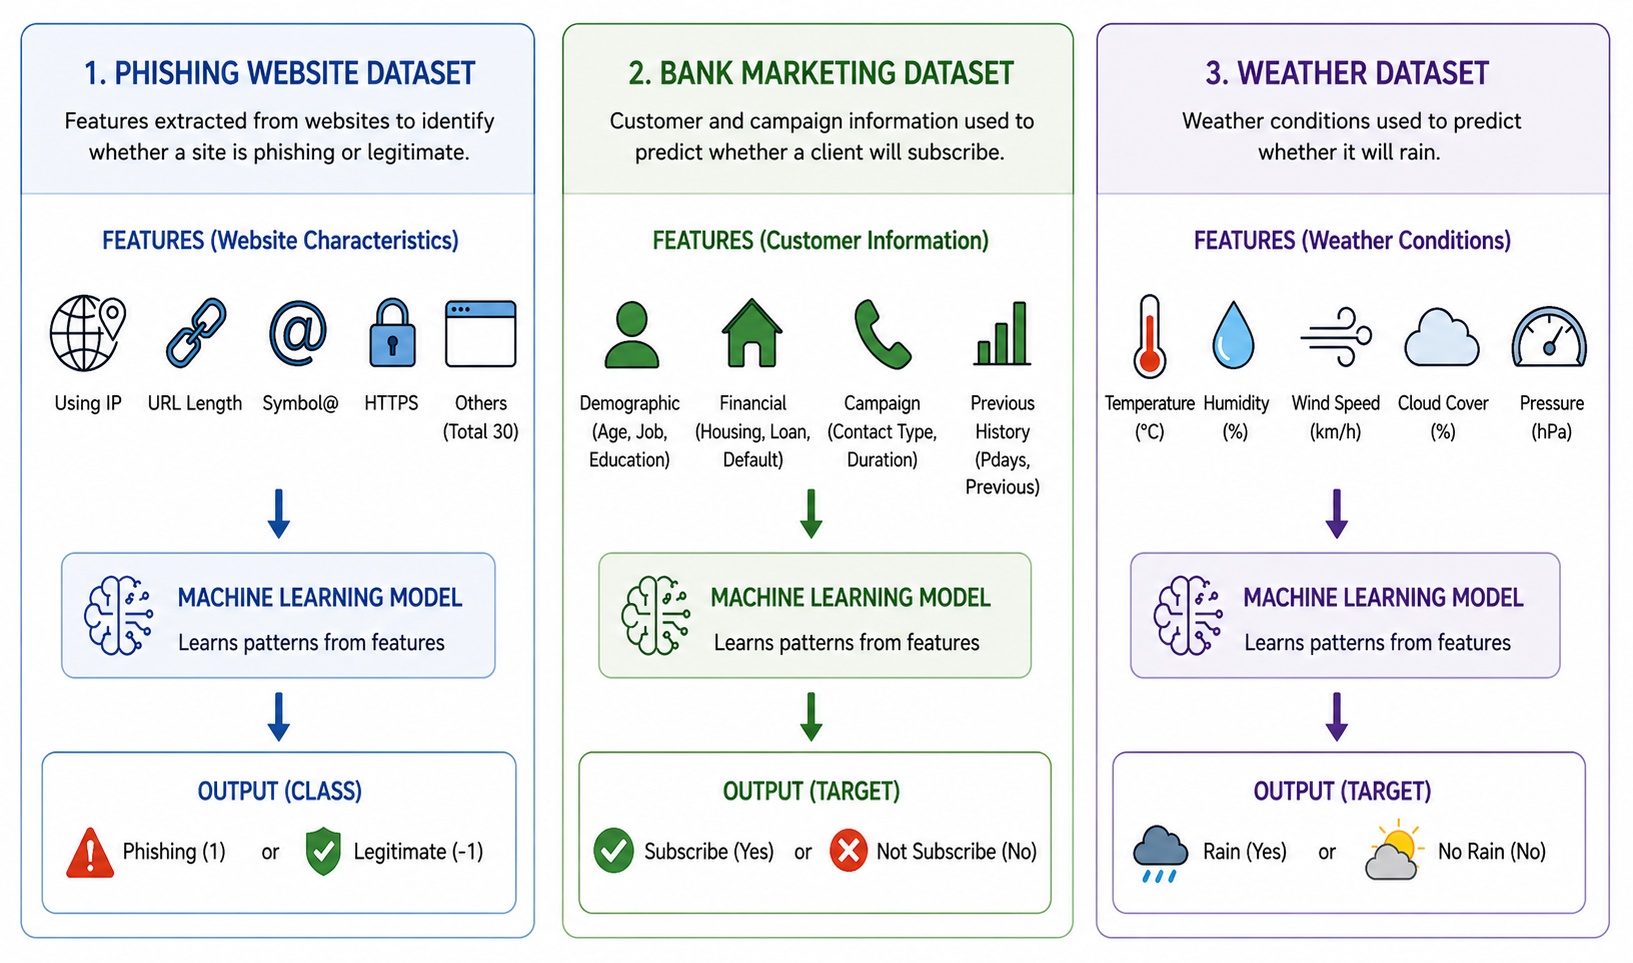 1. PHISHING WEBSITE DATASET
Features extracted from websites to identify
whether a site is phishing or legitimate.
FEATURES (Website Characteristics)
Using IP
URL Length
Symbol@
HTTPS
Others
(Total 30)
MACHINE LEARNING MODEL
Learns patterns from features
OUTPUT (CLASS)
Phishing (1) or Legitimate (-1)
2. BANK MARKETING DATASET
Customer and campaign information used to
predict whether a client will subscribe.
FEATURES (Customer Information)
Demographic
(Age, Job,
Education)
Financial
(Housing, Loan,
Default)
Campaign
(Contact Type,
Duration)
Previous
History
(Pdays,
Previous)
MACHINE LEARNING MODEL
Learns patterns from features
OUTPUT (TARGET)
Subscribe (Yes) or Not Subscribe (No)
3. WEATHER DATASET
Weather conditions used to predict
whether it will rain.
FEATURES (Weather Conditions)
Temperature
(°C)
Humidity
(%)
Wind Speed
(km/h)
Cloud Cover
(%)
Pressure
(hPa)
MACHINE LEARNING MODEL
Learns patterns from features
OUTPUT (TARGET)
Rain (Yes) or No Rain (No)